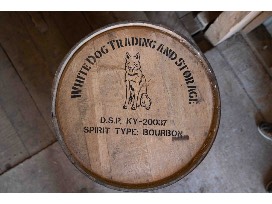 WHITE DOG TRADING AND STORAGE
D.S.P. KY-20037
SPIRIT TYPE: BOURBON